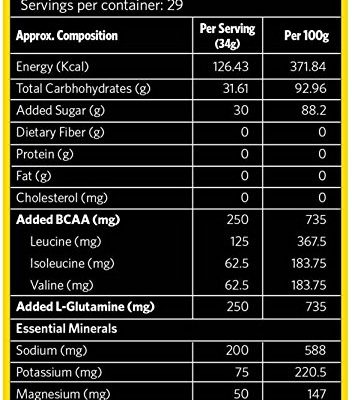 Servings per container: 29
Approx. Composition Per Serving (34g) Per 100g
Energy (Kcal) 126.43 371.84
Total Carbhohydrates (g) 31.61 92.96
Added Sugar (g) 30 88.2
Dietary Fiber (g) 0 0
Protein (g) 0 0
Fat (g) 0 0
Cholesterol (mg) 0 0
Added BCAA (mg) 250 735
Leucine (mg) 125 367.5
Isoleucine (mg) 62.5 183.75
Valine (mg) 62.5 183.75
Added L-Glutamine (mg) 250 735
Essential Minerals
Sodium (mg) 200 588
Potassium (mg) 75 220.5
Magnesium (mg) 50 147